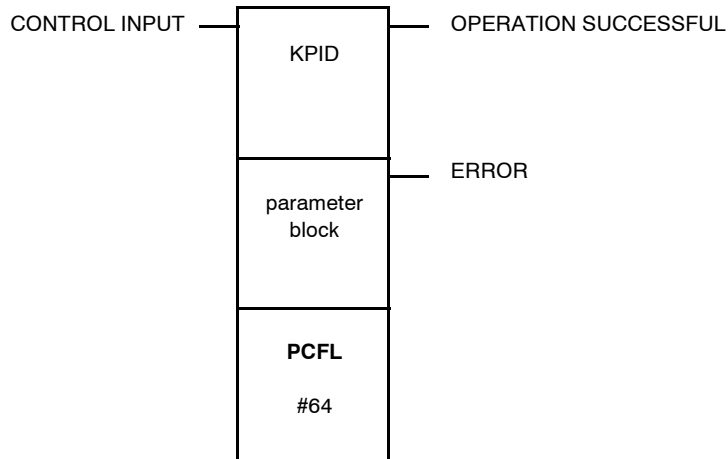 CONTROL INPUT
OPERATION SUCCESSFUL
KPID
ERROR
parameter
block
PCFL
#64